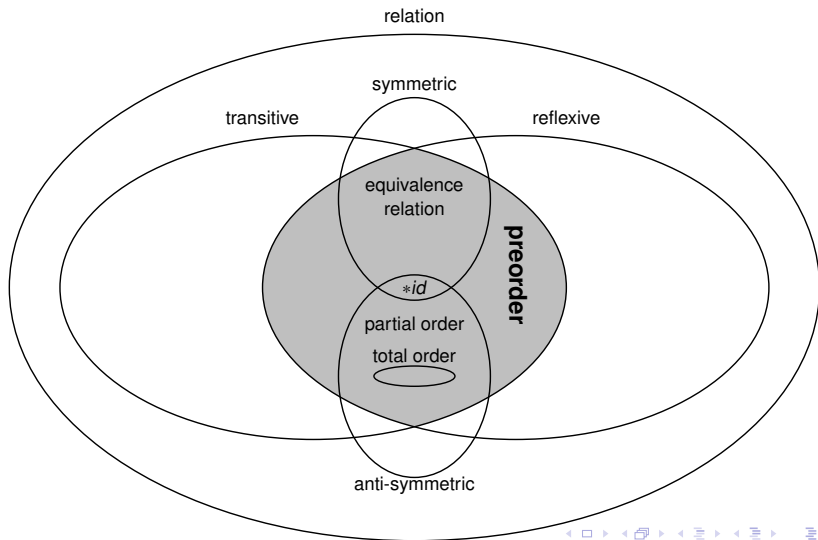 relation
symmetric
transitive
reflexive
equivalence
relation
preorder
*id
partial order
total order
anti-symmetric